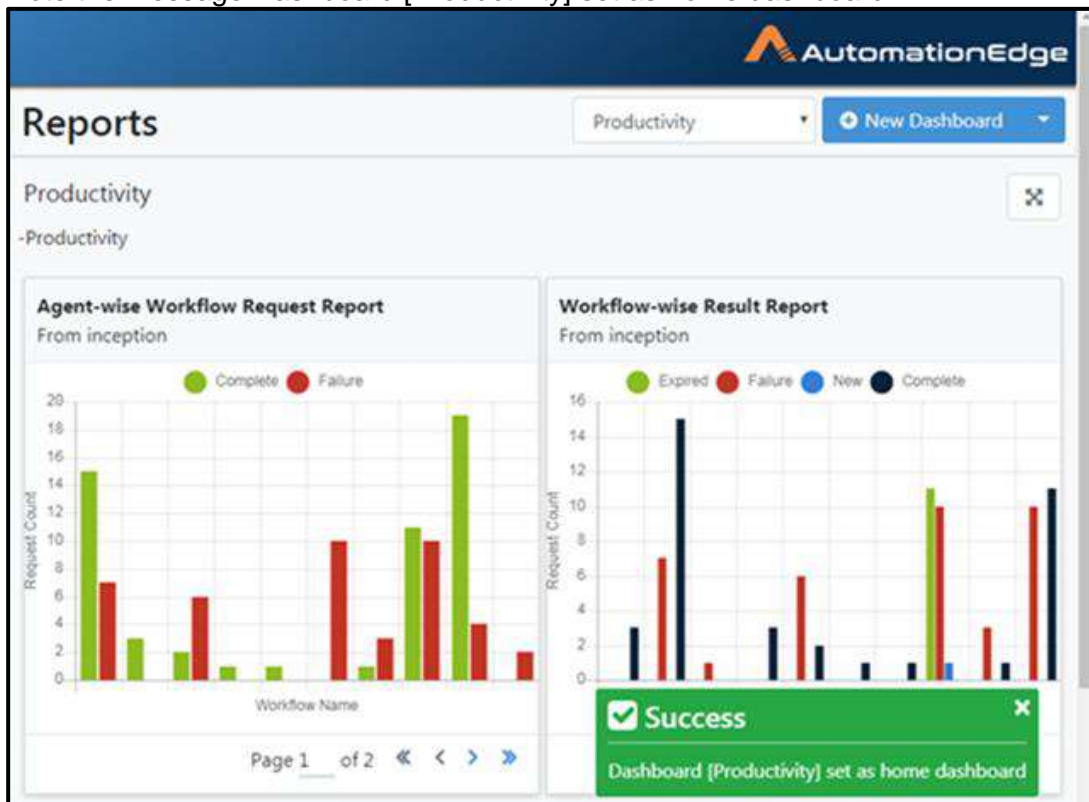 AutomationEdge
Reports
Productivity
New Dashboard
Productivity
-Productivity
Agent-wise Workflow Request Report
From inception
Complete Failure
20
18
16
14
12
10
8
6
4
2
0
Request Count
Workflow Name
Page 1 of 2 « < > »
Workflow-wise Result Report
From inception
Expired Failure New Complete
16
14
12
10
8
6
4
2
0
Request Count
Success
Dashboard [Productivity] set as home dashboard